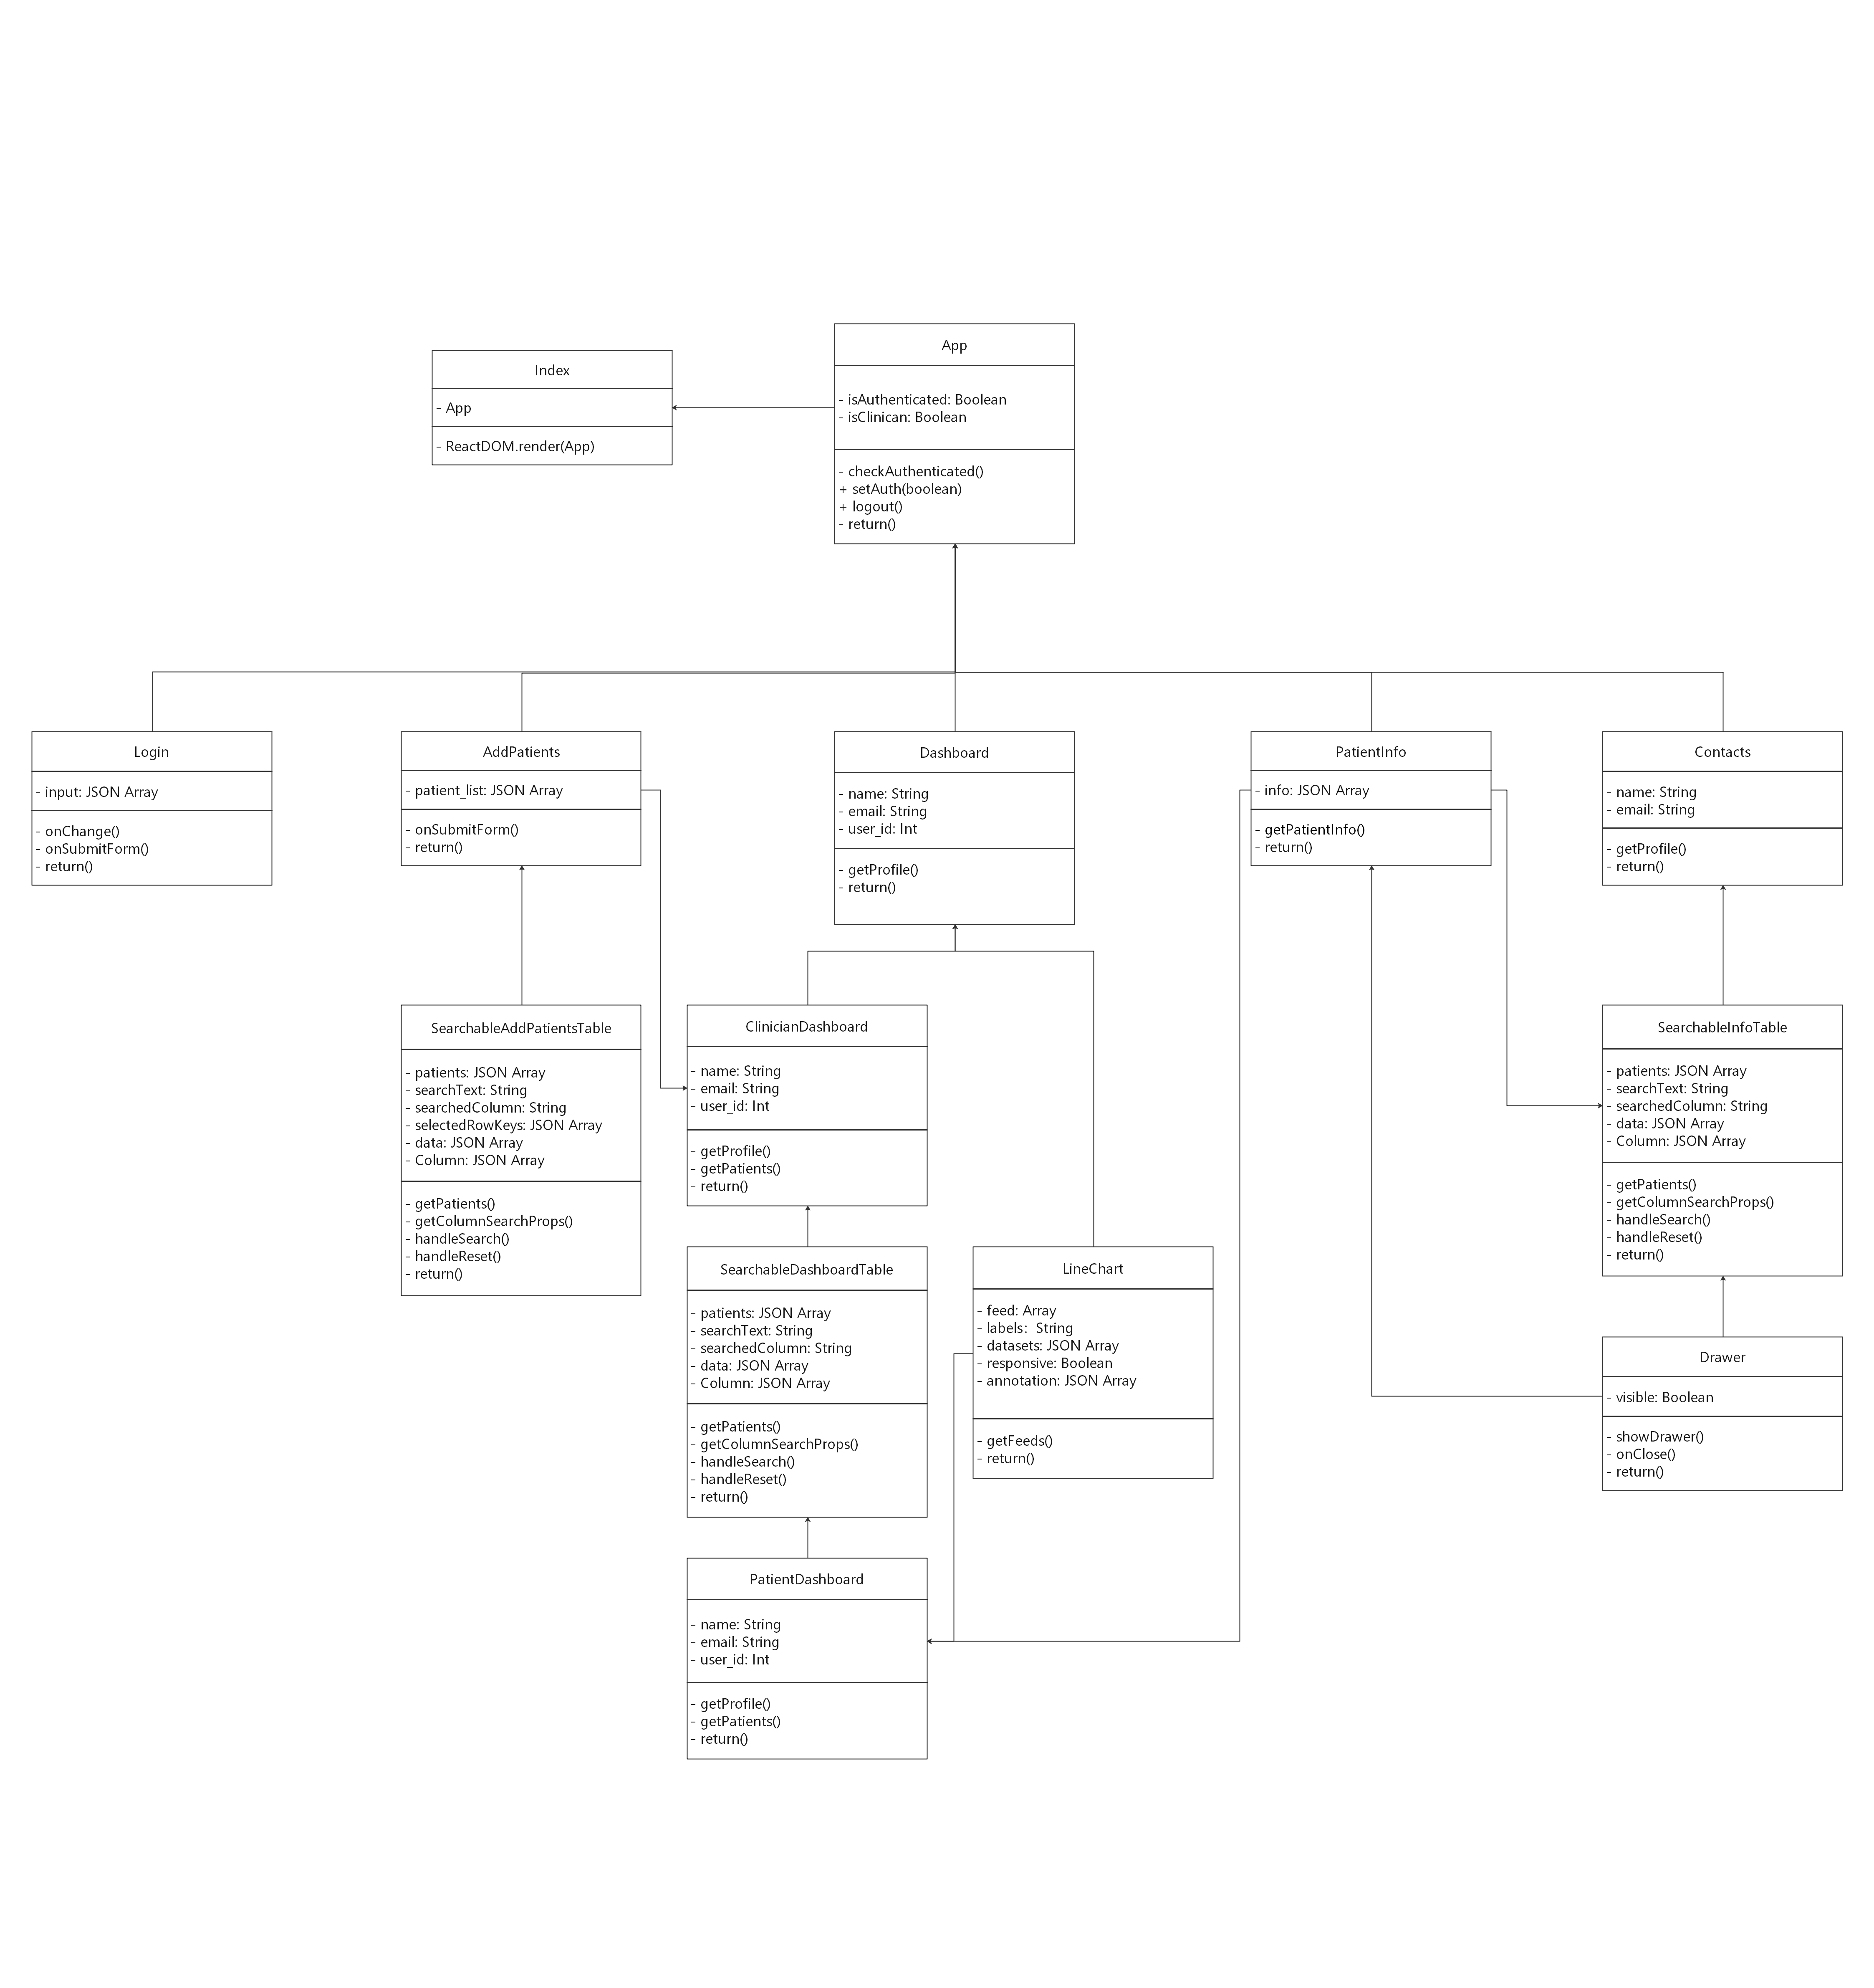 App
- isAuthenticated: Boolean
- isClinican: Boolean
- checkAuthenticated()
+ setAuth(boolean)
+ logout()
- return()
Index
- App
- ReactDOM.render(App)
Login
- input: JSON Array
- onChange()
- onSubmitForm()
- return()
AddPatients
- patient_list: JSON Array
- onSubmitForm()
- return()
Dashboard
- name: String
- email: String
- user_id: Int
- getProfile()
- return()
PatientInfo
- info: JSON Array
- getPatientInfo()
- return()
Contacts
- name: String
- email: String
- getProfile()
- return()
SearchableAddPatientsTable
- patients: JSON Array
- searchText: String
- searchedColumn: String
- selectedRowKeys: JSON Array
- data: JSON Array
- Column: JSON Array
- getPatients()
- getColumnSearchProps()
- handleSearch()
- handleReset()
- return()
ClinicianDashboard
- name: String
- email: String
- user_id: Int
- getProfile()
- getPatients()
- return()
SearchableInfoTable
- patients: JSON Array
- searchText: String
- searchedColumn: String
- data: JSON Array
- Column: JSON Array
- getPatients()
- getColumnSearchProps()
- handleSearch()
- handleReset()
- return()
SearchableDashboardTable
- patients: JSON Array
- searchText: String
- searchedColumn: String
- data: JSON Array
- Column: JSON Array
- getPatients()
- getColumnSearchProps()
- handleSearch()
- handleReset()
- return()
LineChart
- feed: Array
- labels： String
- datasets: JSON Array
- responsive: Boolean
- annotation: JSON Array
- getFeeds()
- return()
Drawer
- visible: Boolean
- showDrawer()
- onClose()
- return()
PatientDashboard
- name: String
- email: String
- user_id: Int
- getProfile()
- getPatients()
- return()